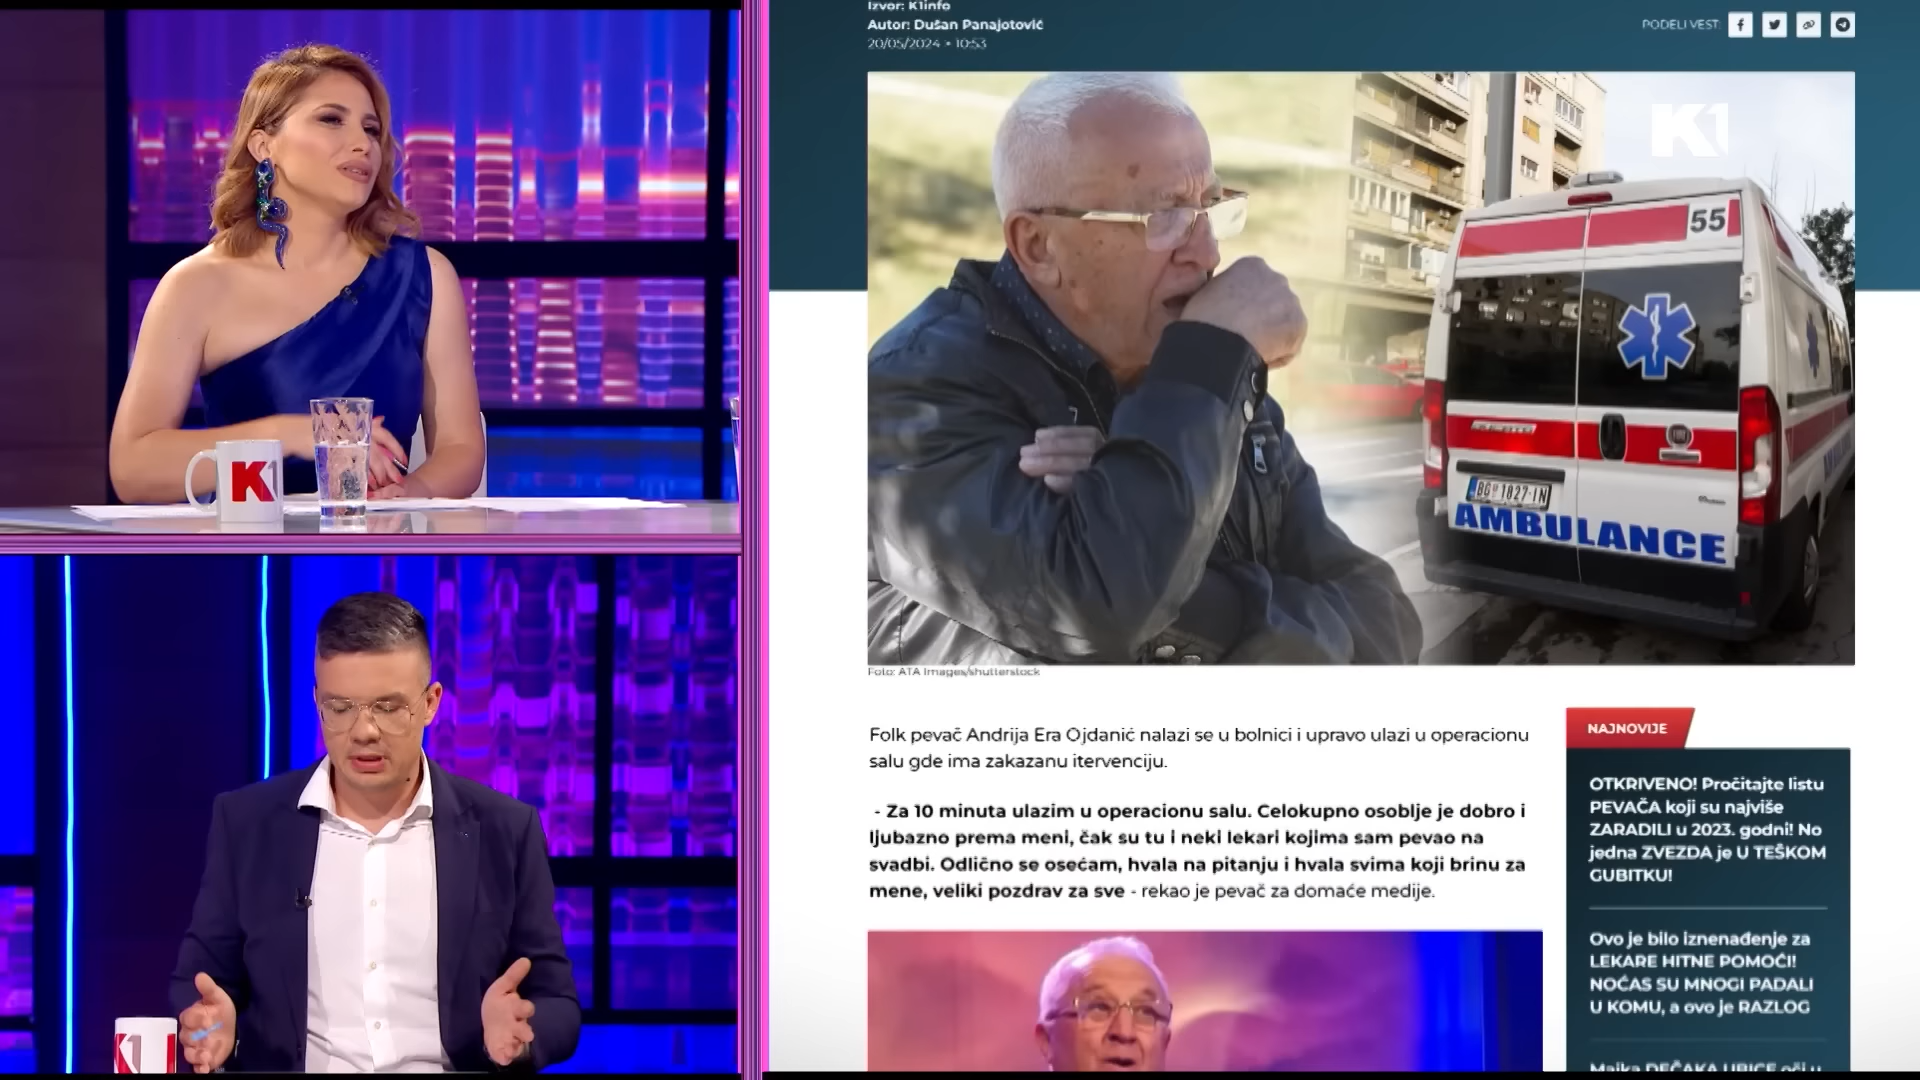 Izvor: K1info
Autor: Dušan Panajotović
20/05/2024 • 10:53
PODELI VEST:
K1
55
BG 1827-IN
AMBULANCE
K1
K1
Foto: ATA Images/shutterstock
Folk pevač Andrija Era Ojdanić nalazi se u bolnici i upravo ulazi u operacionu
salu gde ima zakazanu itervenciju.
- Za 10 minuta ulazim u operacionu salu. Celokupno osoblje je dobro i
ljubazno prema meni, čak su tu i neki lekari kojima sam pevao na
svadbi. Odlično se osećam, hvala na pitanju i hvala svima koji brinu za
mene, veliki pozdrav za sve - rekao je pevač za domaće medije.
NAJNOVIJE
OTKRIVENO! Pročitajte listu
PEVAČA koji su najviše
ZARADILI u 2023. godni! No
jedna ZVEZDA je U TEŠKOM
GUBITKU!
Ovo je bilo iznenađenje za
LEKARE HITNE POMOĆI!
NOĆAS SU MNOGI PADALI
U KOMU, a ovo je RAZLOG
Majka DEČAKA UBICE oči u